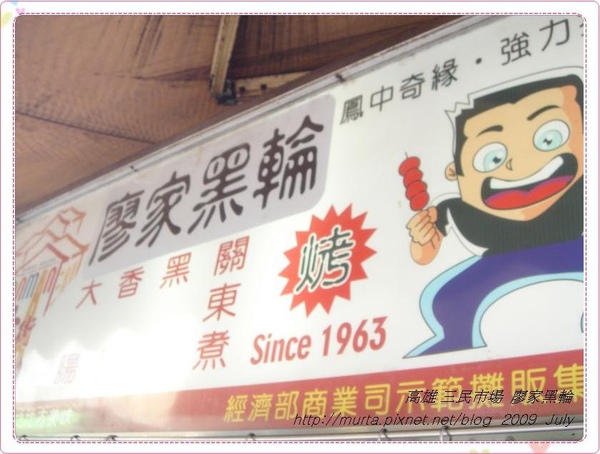 鳳中奇緣·強力
廖家黑輪
烤
關東煮
黑
香
大
腸
Since 1963
經濟部商業司示範攤販集
高雄 三民市場 廖家黑輪
http://murta.pixnet.net/blog 2009 July